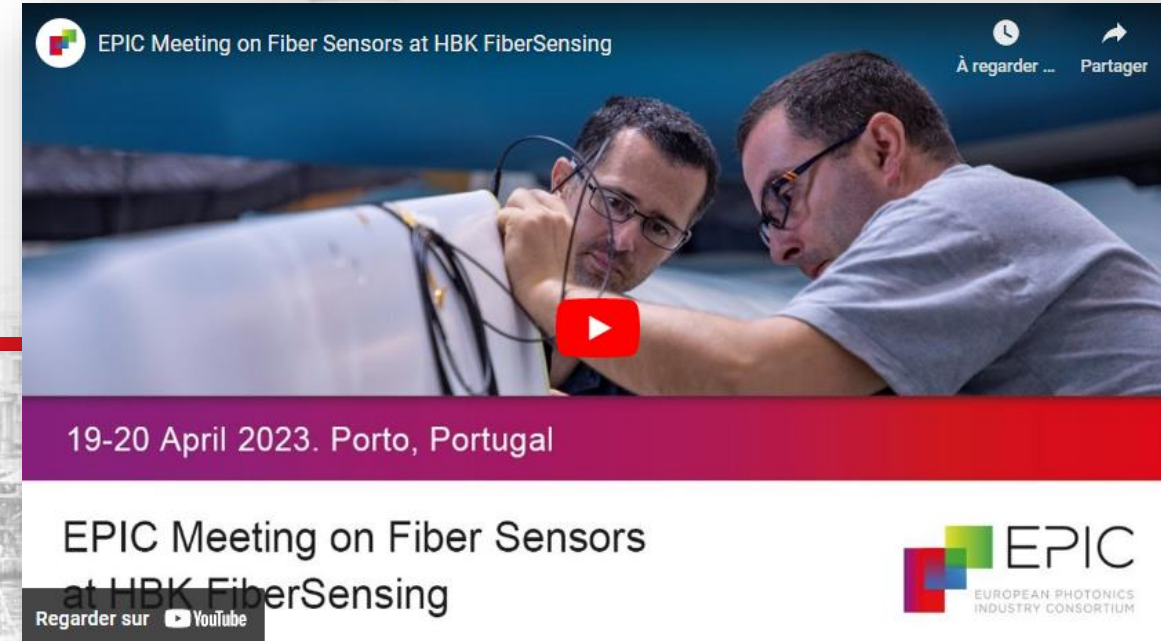 EPIC Meeting on Fiber Sensors at HBK FiberSensing
À regarder ...
Partager
19-20 April 2023. Porto, Portugal
EPIC Meeting on Fiber Sensors
at HBK FiberSensing
EPIC
EUROPEAN PHOTONICS
INDUSTRY CONSORTIUM
Regarder sur YouTube